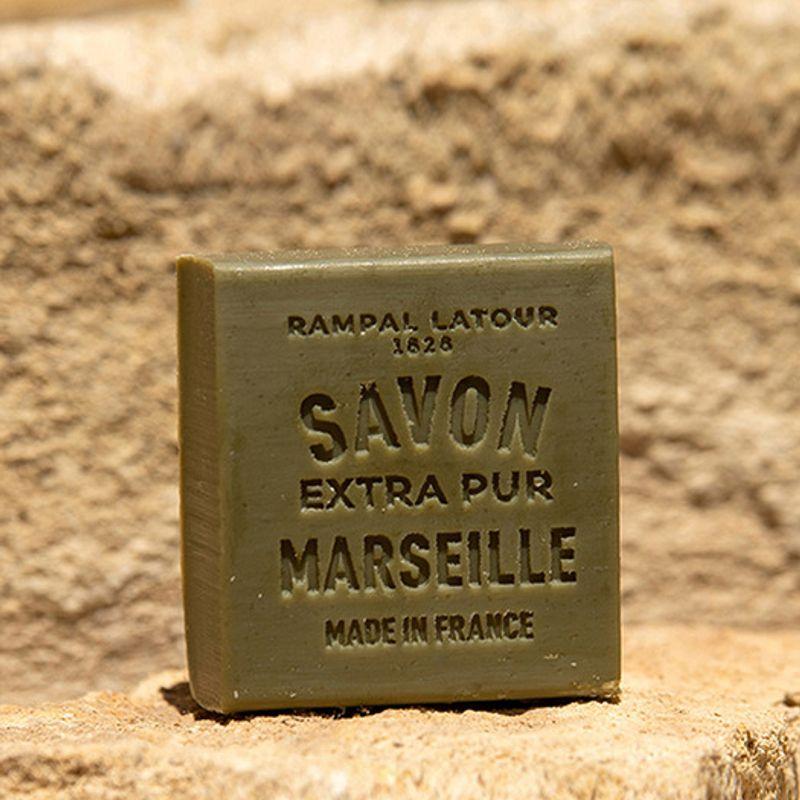 RAMPAL LATOUR
1828
SAVON
EXTRA PUR
MARSEILLE
MADE IN FRANCE